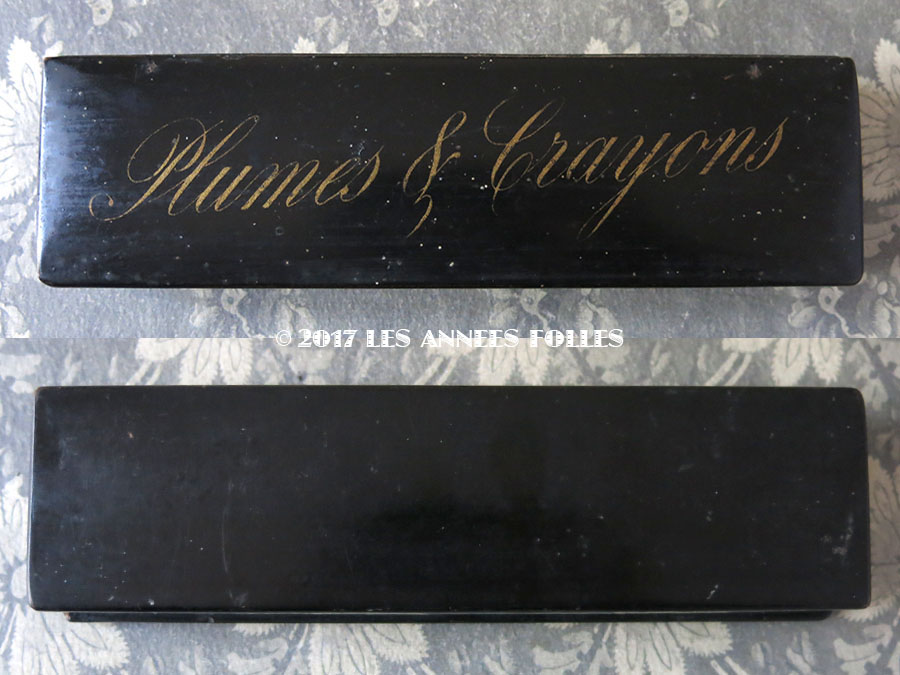 Plumes & Crayons
© 2017 LES ANNEES FOLLES